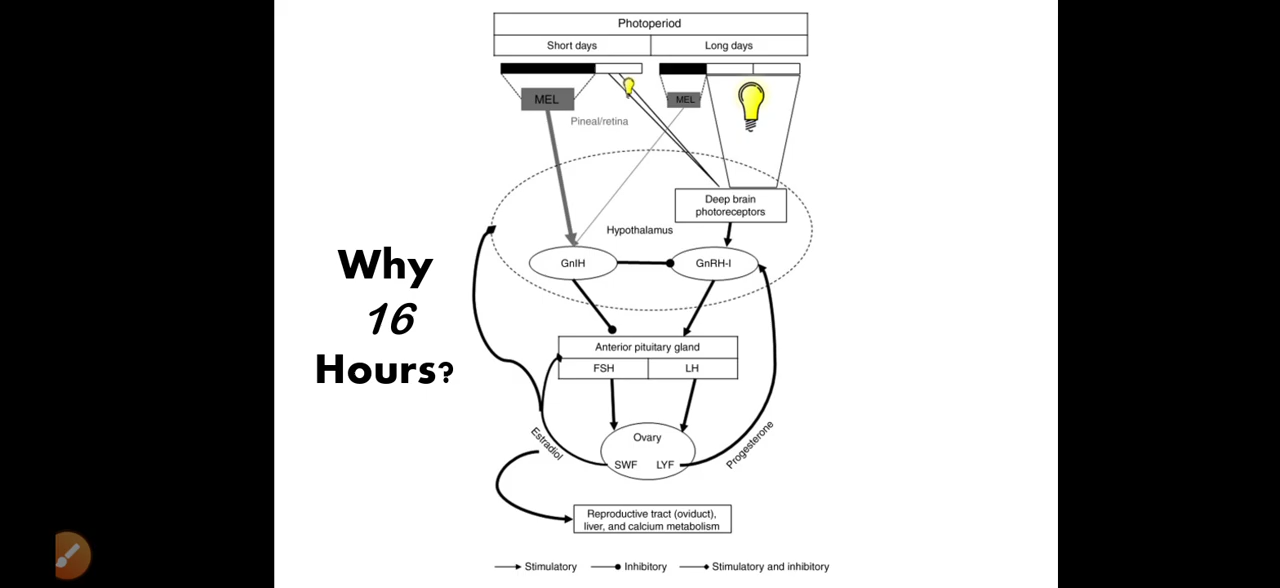 Photoperiod
Short days
Long days
MEL
MEL
Pineal/retina
Deep brain
photoreceptors
Hypothalamus
GnIH
GnRH-I
Why
16
Hours?
Anterior pituitary gland
FSH
LH
Ovary
SWF
LYF
Estradiol
Progesterone
Reproductive tract (oviduct),
liver, and calcium metabolism
Stimulatory
Inhibitory
Stimulatory and inhibitory